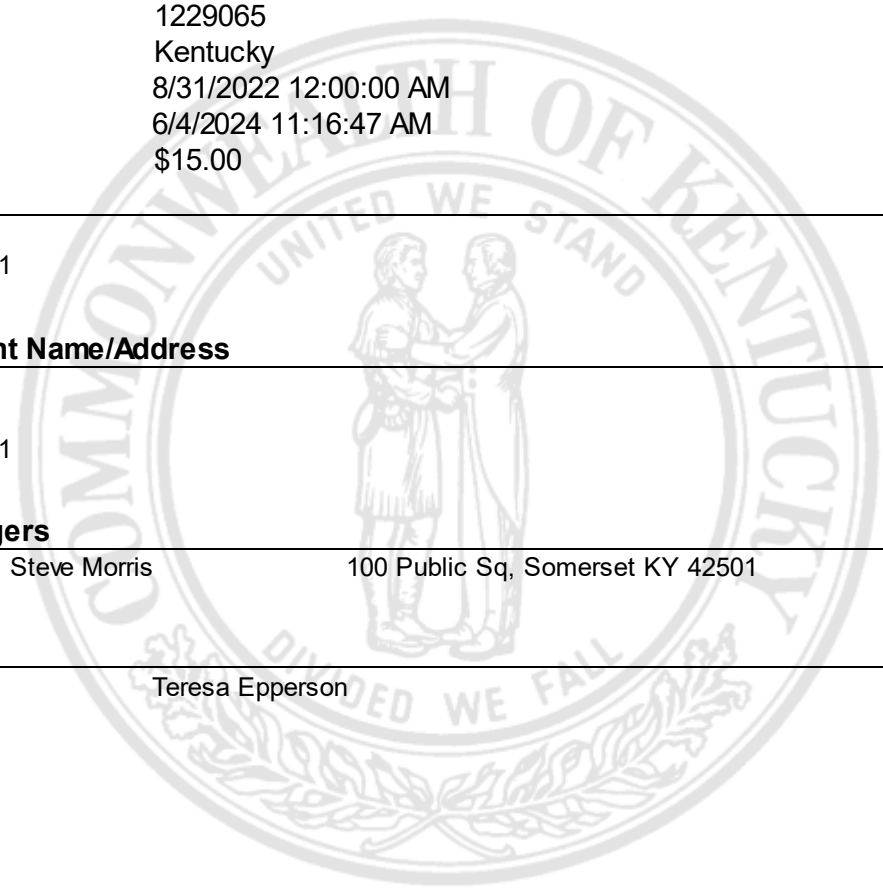 1229065
Kentucky
8/31/2022 12:00:00 AM
6/4/2024 11:16:47 AM
$15.00
COMMONWEALTH OF KENTUCKY
UNITED WE STAND
1
nt Name/Address
1
gers
Steve Morris 100 Public Sq, Somerset KY 42501
Teresa Epperson
DIVIDED WE FALL